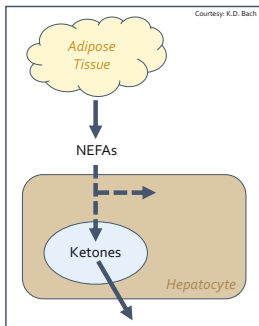 Courtesy: K.D. Bach
Adipose
Tissue
NEFAs
Ketones
Hepatocyte